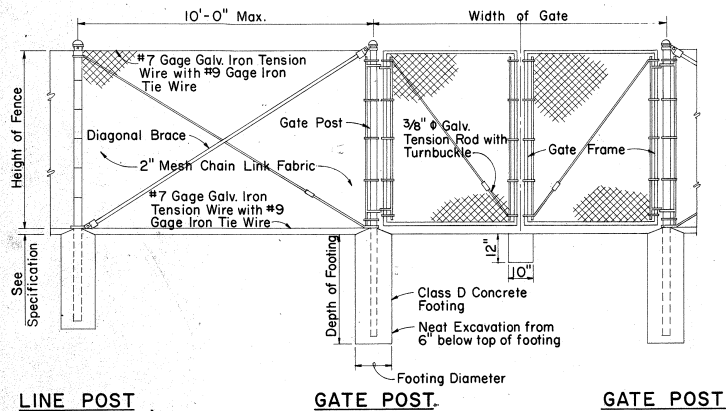 10'-0" Max.
Width of Gate
#7 Gage Galv. Iron Tension
Wire with #9 Gage Iron
Tie Wire
Height of Fence
Diagonal Brace
Gate Post
3/8" φ Galv.
Tension Rod with
Turnbuckle
Gate Frame
2" Mesh Chain Link Fabric
#7 Gage Galv. Iron
Tension Wire with #9
Gage Iron Tie Wire
See
Specification
Depth of Footing
12"
10"
Class D Concrete
Footing
Neat Excavation from
6" below top of footing
Footing Diameter
LINE POST
GATE POST
GATE POST